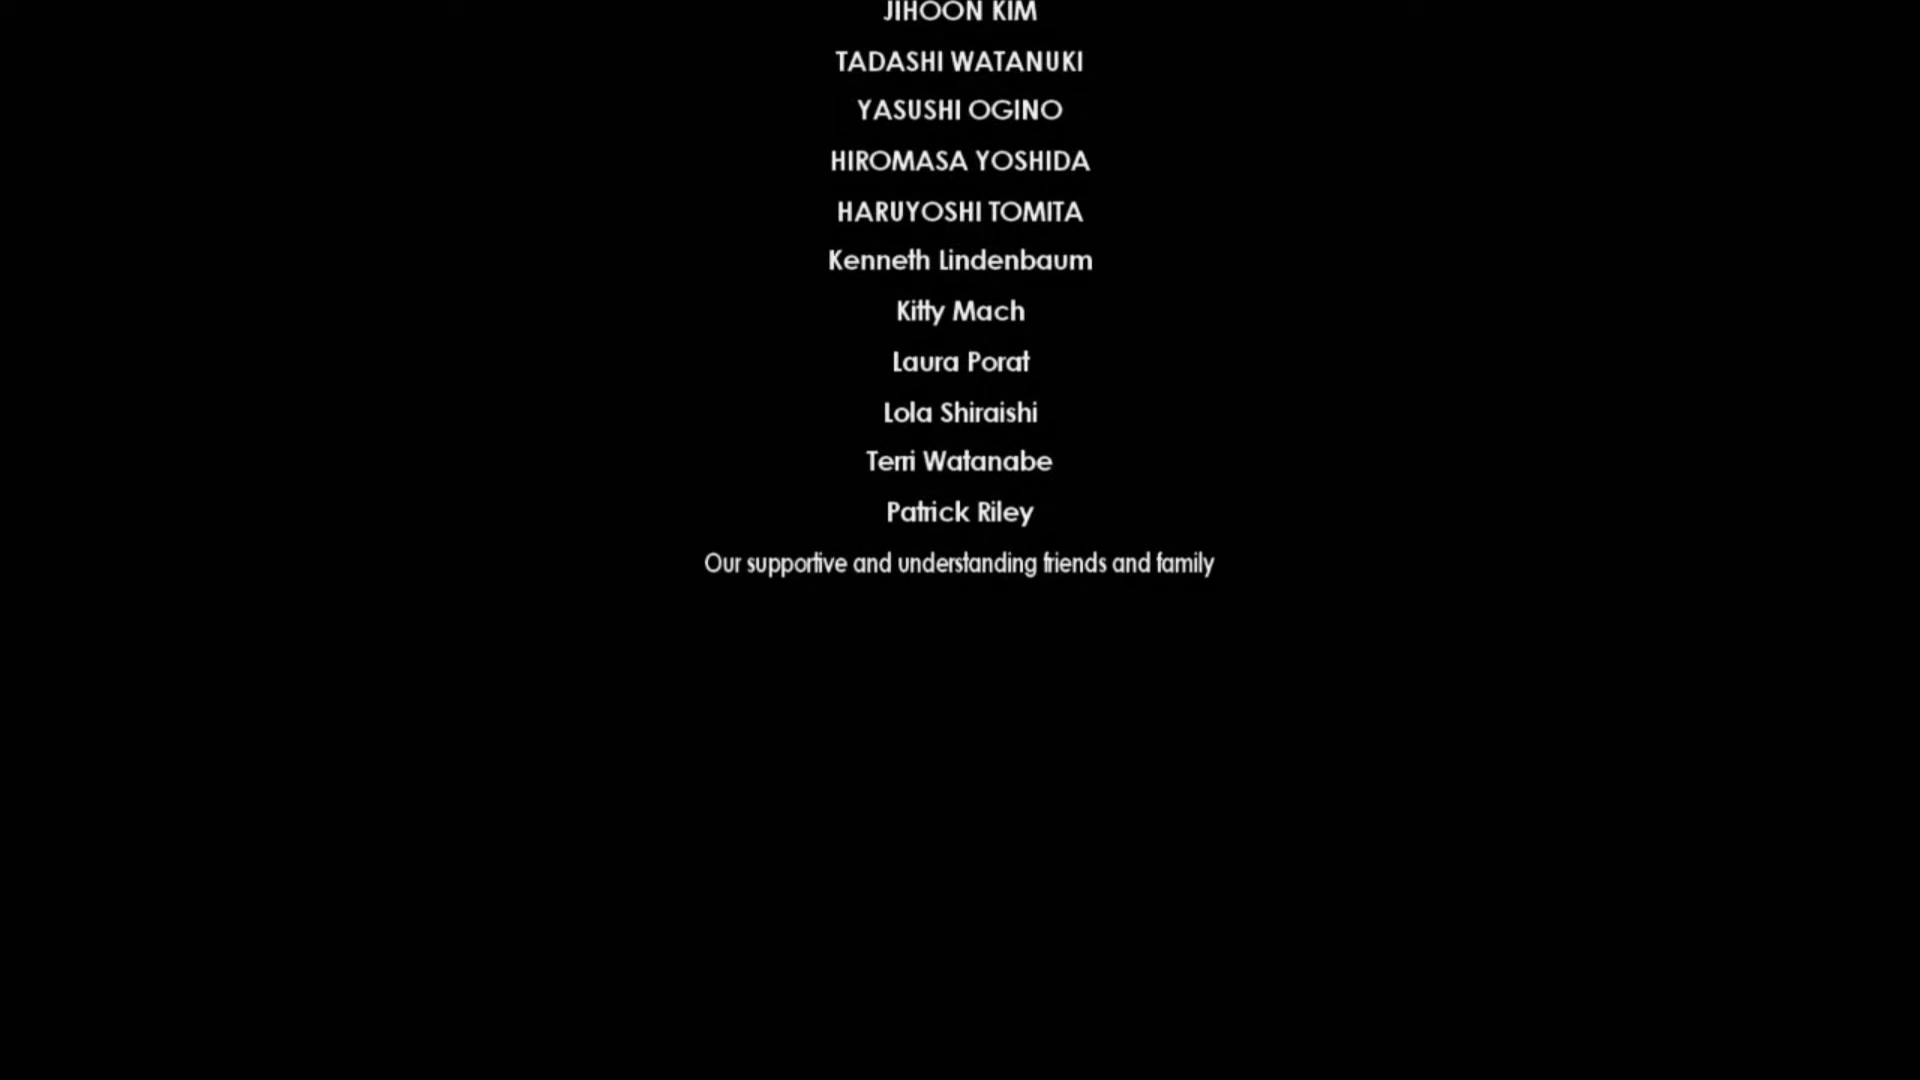 JIHOON KIM
TADASHI WATANUKI
YASUSHI OGINO
HIROMASA YOSHIDA
HARUYOSHI TOMITA
Kenneth Lindenbaum
Kitty Mach
Laura Porat
Lola Shiraishi
Terri Watanabe
Patrick Riley
Our supportive and understanding friends and family